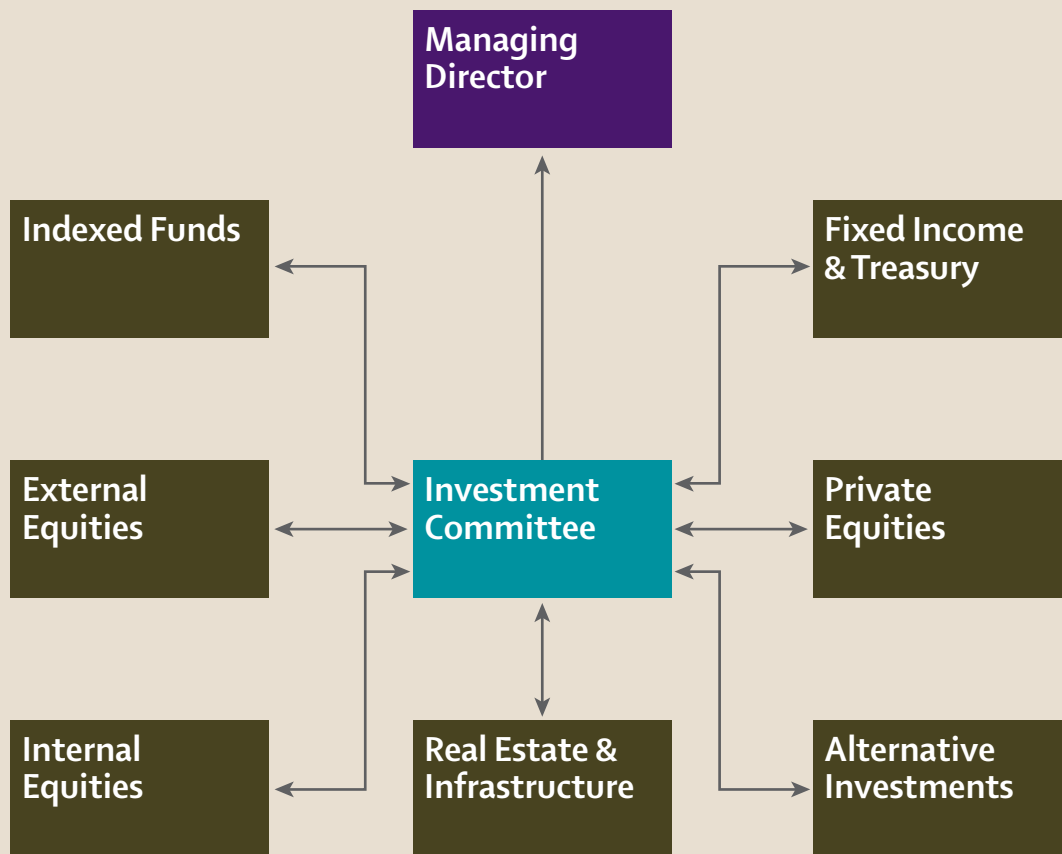 Managing
Director
Indexed Funds
Fixed Income
& Treasury
External
Equities
Investment
Committee
Private
Equities
Internal
Equities
Real Estate &
Infrastructure
Alternative
Investments